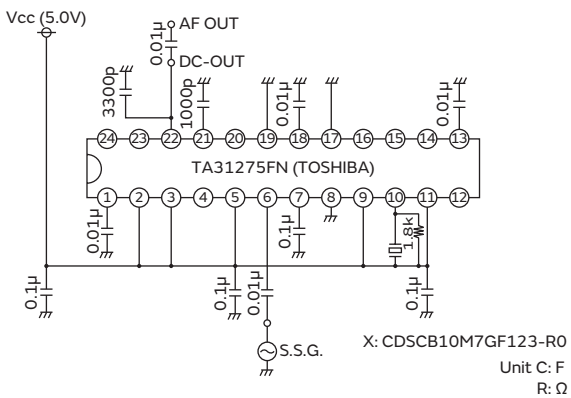 Vcc (5.0V)
AF OUT
0.01µ
DC-OUT
3300p
1000p
0.01µ
0.01µ
24 23 22 21 20 19 18 17 16 15 14 13
TA31275FN (TOSHIBA)
1 2 3 4 5 6 7 8 9 10 11 12
0.01µ
0.1µ
1.8k
0.1µ
0.1µ
0.01µ
0.1µ
S.S.G.
X: CDSCB10M7GF123-R0
Unit C: F
R: Ω